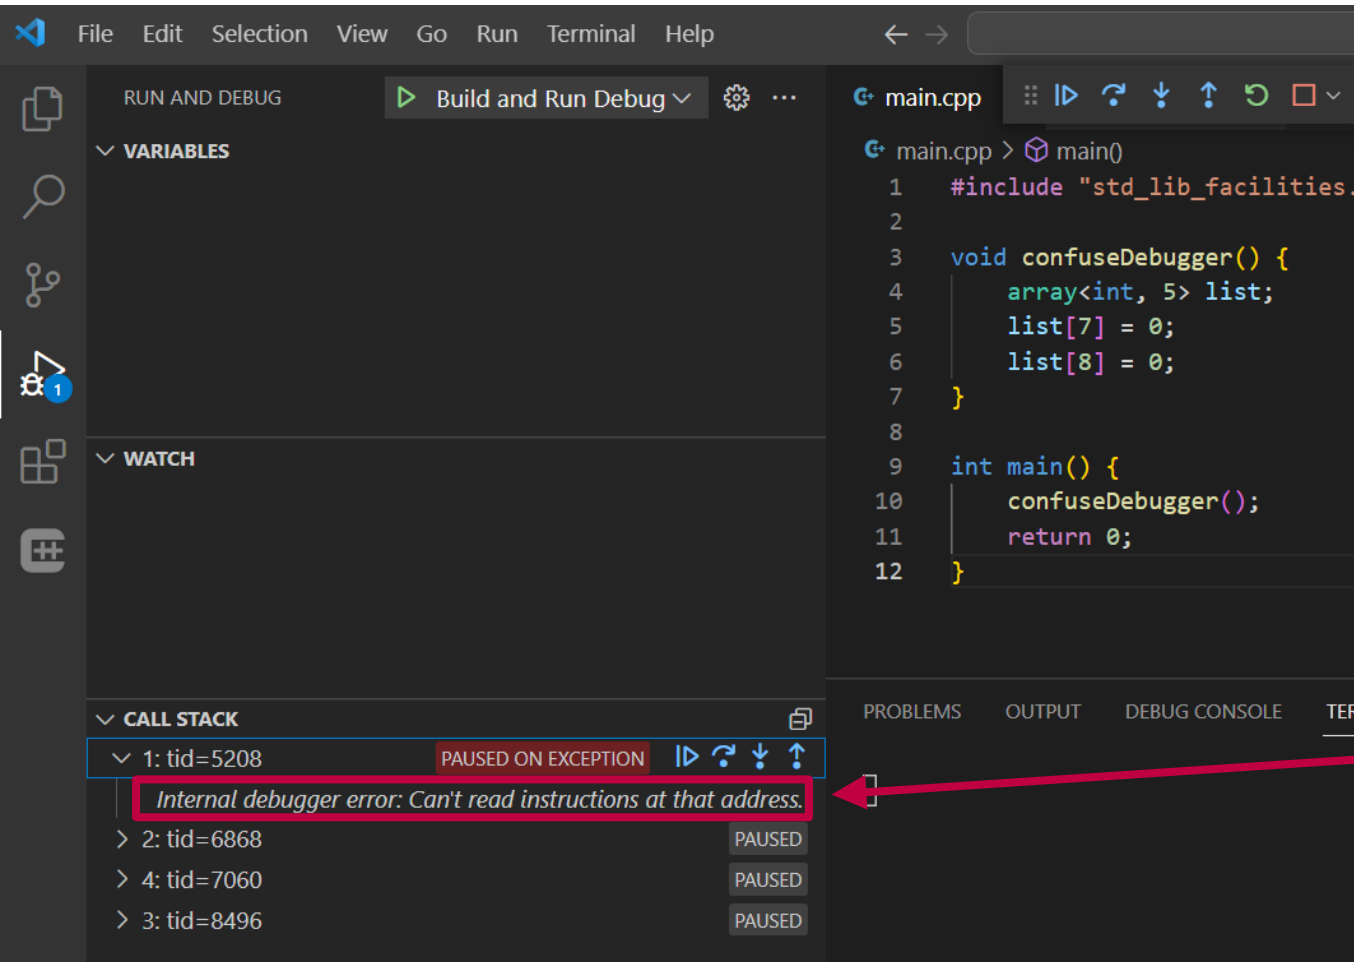 File Edit Selection View Go Run Terminal Help
RUN AND DEBUG
Build and Run Debug
VARIABLES
WATCH
CALL STACK
1: tid=5208 PAUSED ON EXCEPTION
Internal debugger error: Can't read instructions at that address.
2: tid=6868 PAUSED
4: tid=7060 PAUSED
3: tid=8496 PAUSED
1
main.cpp
main.cpp > main()
1 #include "std_lib_facilities.
2
3 void confuseDebugger() {
4 array<int, 5> list;
5 list[7] = 0;
6 list[8] = 0;
7 }
8
9 int main() {
10 confuseDebugger();
11 return 0;
12 }
PROBLEMS OUTPUT DEBUG CONSOLE TER